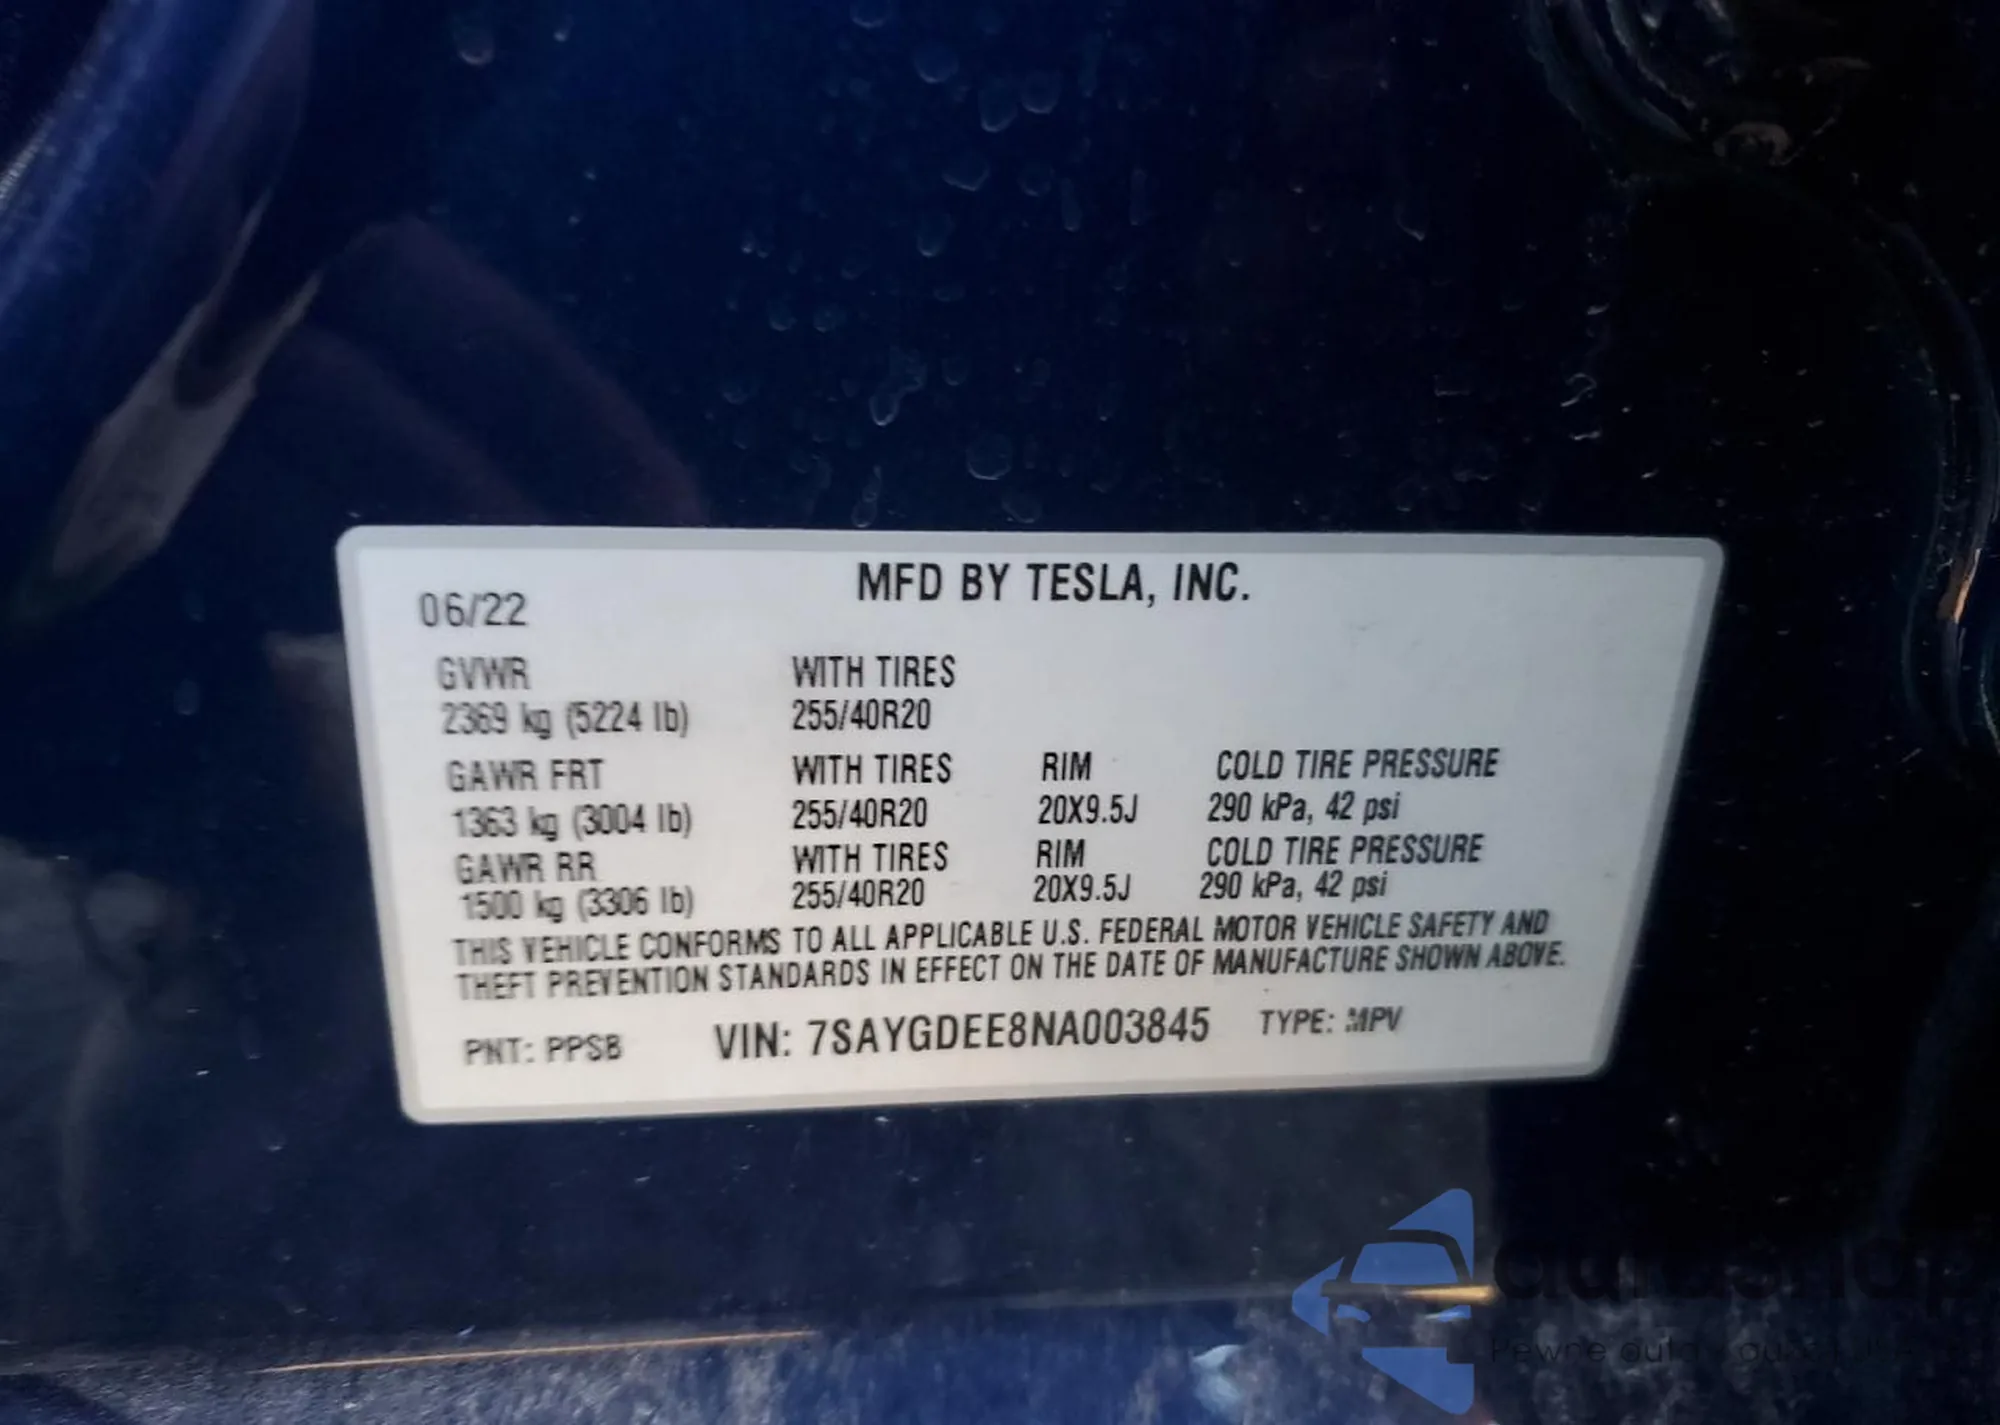 MFD BY TESLA, INC.
06/22
GVWR WITH TIRES
2369 kg (5224 lb) 255/40R20
GAWR FRT WITH TIRES RIM COLD TIRE PRESSURE
1363 kg (3004 lb) 255/40R20 20X9.5J 290 kPa, 42 psi
GAWR RR WITH TIRES RIM COLD TIRE PRESSURE
1500 kg (3306 lb) 255/40R20 20X9.5J 290 kPa, 42 psi
THIS VEHICLE CONFORMS TO ALL APPLICABLE U.S. FEDERAL MOTOR VEHICLE SAFETY AND
THEFT PREVENTION STANDARDS IN EFFECT ON THE DATE OF MANUFACTURE SHOWN ABOVE.
PNT: PPSB VIN: 7SAYGDEE8NA003845 TYPE: MPV
autashop
Pewne auta